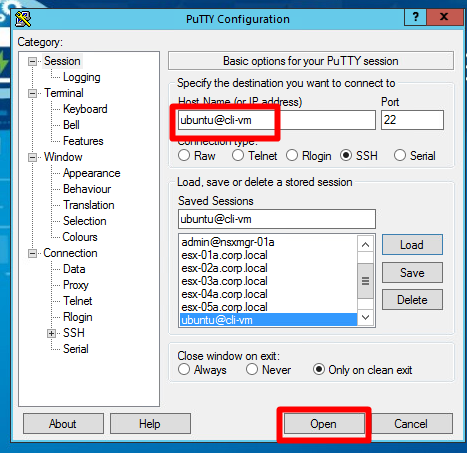 PuTTY Configuration
? X
Category:
Session
Logging
Terminal
Keyboard
Bell
Features
Window
Appearance
Behaviour
Translation
Selection
Colours
Connection
Data
Proxy
Telnet
Rlogin
SSH
Serial
Basic options for your PuTTY session
Specify the destination you want to connect to
Host Name (or IP address) Port
ubuntu@cli-vm 22
Connection type:
Raw Telnet Rlogin SSH Serial
Load, save or delete a stored session
Saved Sessions
ubuntu@cli-vm
admin@nsxmgr-01a
esx-01a.corp.local
esx-02a.corp.local
esx-03a.corp.local
esx-04a.corp.local
esx-05a.corp.local
ubuntu@cli-vm
Load
Save
Delete
Close window on exit:
Always Never Only on clean exit
About Help Open Cancel